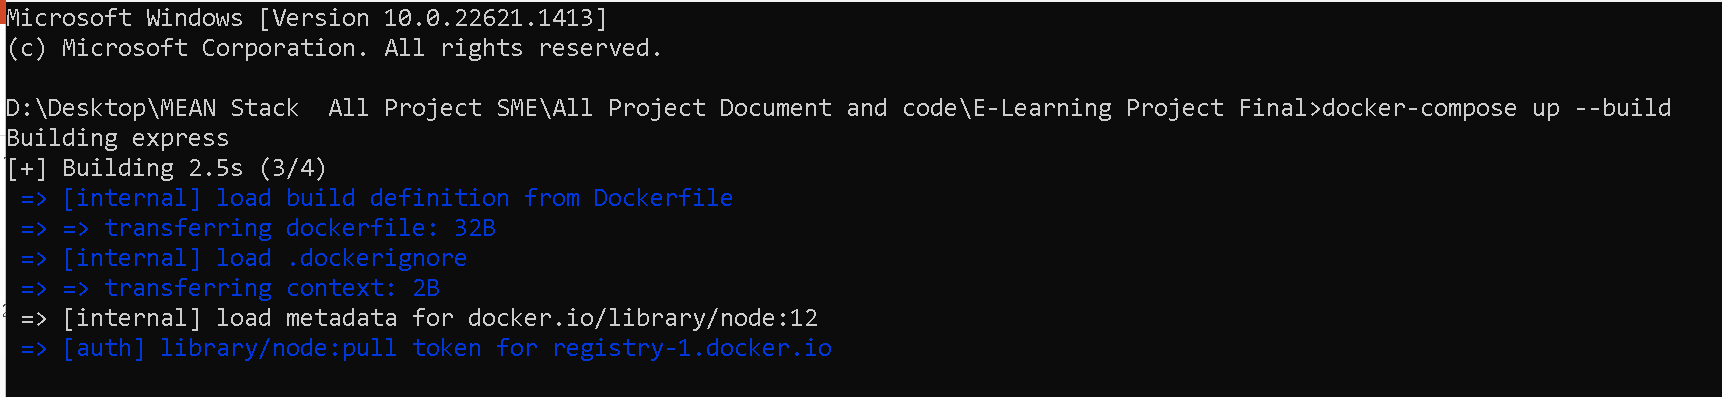 Microsoft Windows [Version 10.0.22621.1413]
(c) Microsoft Corporation. All rights reserved.
D:\Desktop\MEAN Stack  All Project SME\All Project Document and code\E-Learning Project Final>docker-compose up --build
Building express
[+] Building 2.5s (3/4)
=> [internal] load build definition from Dockerfile
=> => transferring dockerfile: 32B
=> [internal] load .dockerignore
=> => transferring context: 2B
=> [internal] load metadata for docker.io/library/node:12
=> [auth] library/node:pull token for registry-1.docker.io